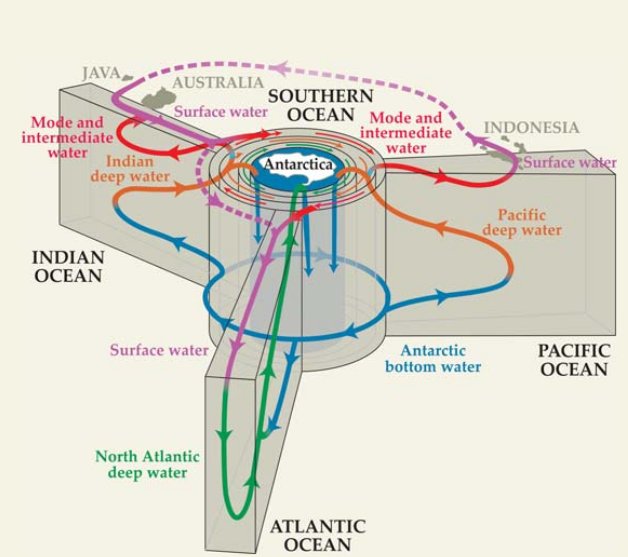 JAVA
AUSTRALIA
Surface water
SOUTHERN
OCEAN
Mode and
intermediate
water
Mode and
intermediate
water
INDONESIA
Surface water
Indian
deep water
Antarctica
Pacific
deep water
INDIAN
OCEAN
Surface water
Antarctic
bottom water
PACIFIC
OCEAN
North Atlantic
deep water
ATLANTIC
OCEAN